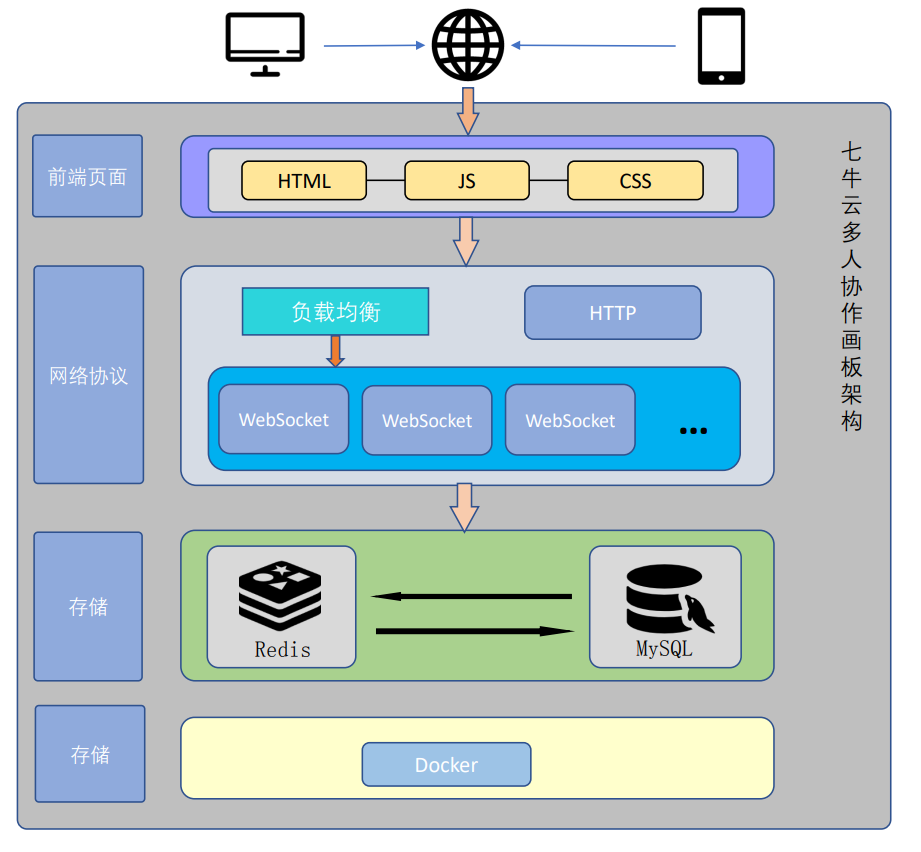 前端页面
HTML
JS
CSS
七牛云多人协作画板架构
网络协议
负载均衡
HTTP
WebSocket
WebSocket
WebSocket
...
存储
Redis
MySQL
存储
Docker